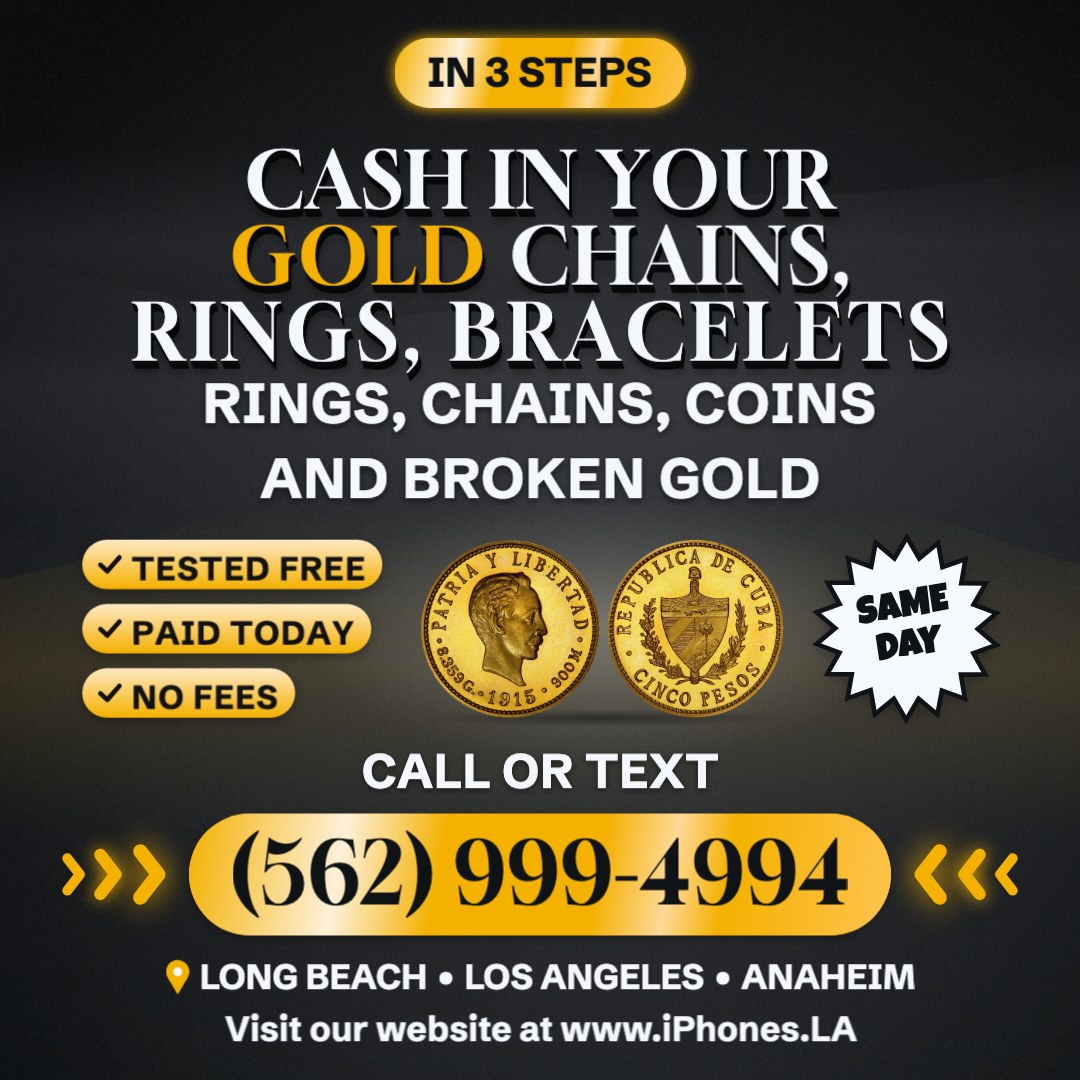 IN 3 STEPS
CASH IN YOUR
GOLD CHAINS,
RINGS, BRACELETS
RINGS, CHAINS, COINS
AND BROKEN GOLD
✓ TESTED FREE
✓ PAID TODAY
✓ NO FEES
PATRIA Y LIBERTAD
8.359G. • 1915 • 900M
REPUBLICA DE CUBA
CINCO PESOS
SAME
DAY
CALL OR TEXT
(562) 999-4994
LONG BEACH • LOS ANGELES • ANAHEIM
Visit our website at www.iPhones.LA